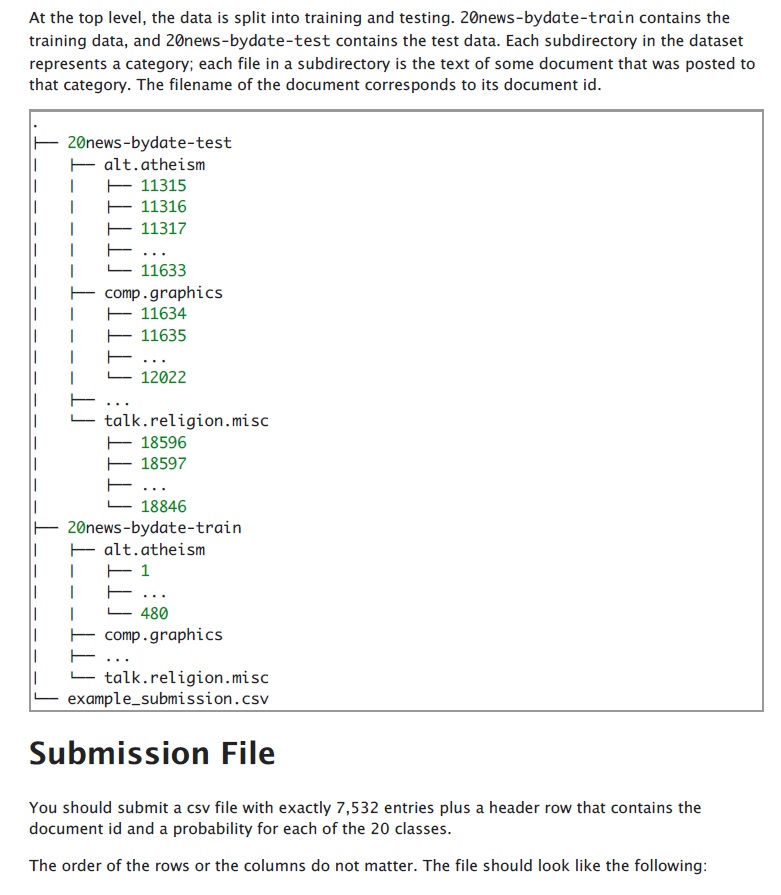 At the top level, the data is split into training and testing. 20news-bydate-train contains the
training data, and 20news-bydate-test contains the test data. Each subdirectory in the dataset
represents a category; each file in a subdirectory is the text of some document that was posted to
that category. The filename of the document corresponds to its document id.
.
├── 20news-bydate-test
|   ├── alt.atheism
|   |   ├── 11315
|   |   ├── 11316
|   |   ├── 11317
|   |   ├── ...
|   |   └── 11633
|   ├── comp.graphics
|   |   ├── 11634
|   |   ├── 11635
|   |   ├── ...
|   |   └── 12022
|   ├── ...
|   └── talk.religion.misc
|       ├── 18596
|       ├── 18597
|       ├── ...
|       └── 18846
├── 20news-bydate-train
|   ├── alt.atheism
|   |   ├── 1
|   |   ├── ...
|   |   └── 480
|   ├── comp.graphics
|   ├── ...
|   └── talk.religion.misc
└── example_submission.csv
Submission File
You should submit a csv file with exactly 7,532 entries plus a header row that contains the
document id and a probability for each of the 20 classes.
The order of the rows or the columns do not matter. The file should look like the following: